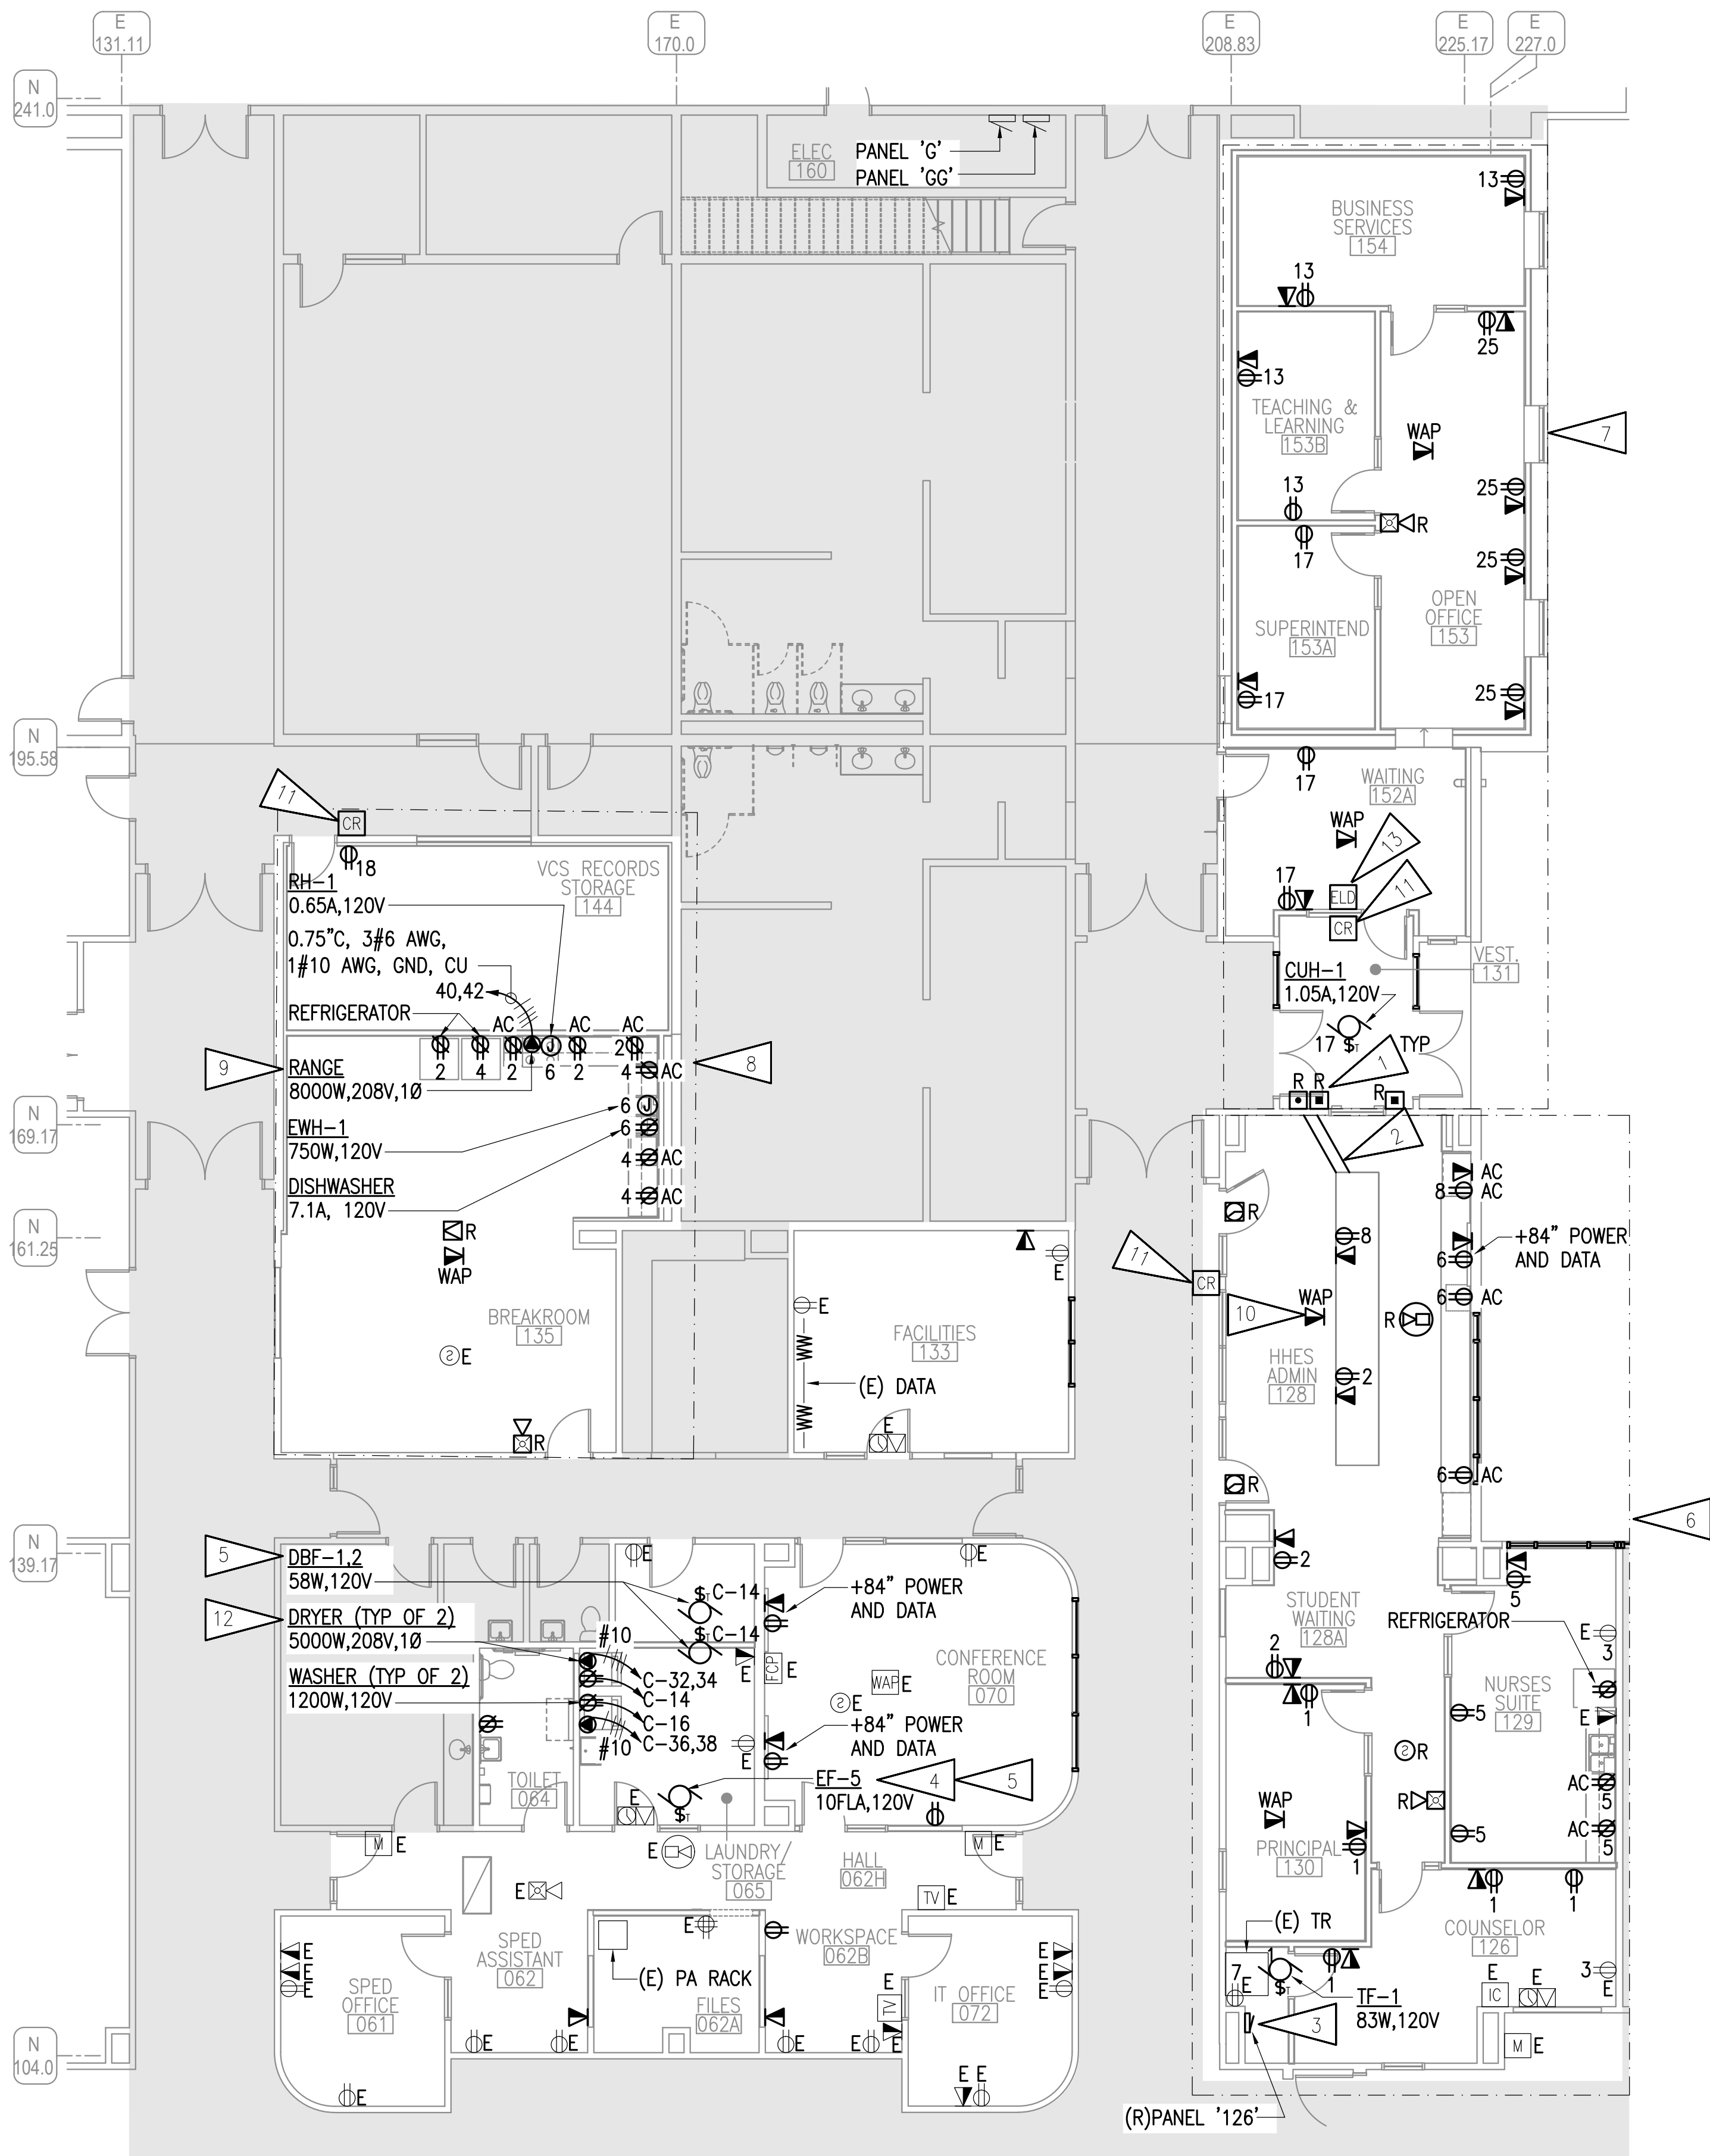 E
131.11
E
170.0
E
208.83
E
225.17
E
227.0
N
241.0
ELEC
160
PANEL 'G'
PANEL 'GG'
13
BUSINESS
SERVICES
154
13
25
13
TEACHING &
LEARNING
153B
WAP
7
13
25
R
17
25
OPEN
OFFICE
153
SUPERINTEND
153A
17
25
N
195.58
17
WAITING
152A
11
CR
WAP
13
18
VCS RECORDS
STORAGE
144
RH-1
0.65A,120V
17
ELD
11
CR
0.75"C, 3#6 AWG,
1#10 AWG, GND, CU
40,42
VEST.
131
CUH-1
1.05A,120V
REFRIGERATOR
AC
AC
AC
J
2
17
$T
TYP
9
RANGE
8000W,208V,1Ø
2
4
2
6
2
4
AC
8
1
R
R
R
N
169.17
6
J
EWH-1
750W,120V
6
2
4
AC
DISHWASHER
7.1A, 120V
4
AC
AC
8
AC
R
R
N
161.25
WAP
8
+84" POWER
AND DATA
6
E
11
CR
E
10
WAP
6
AC
R
BREAKROOM
135
FACILITIES
133
2
E
HHES
ADMIN
128
2
(E) DATA
R
E
6
AC
R
6
N
139.17
5
DBF-1,2
58W,120V
E
E
2
5
$T
C-14
+84" POWER
AND DATA
12
DRYER (TYP OF 2)
5000W,208V,1Ø
#10
$T
C-14
STUDENT
WAITING
128A
REFRIGERATOR
E
3
E
FCP
E
CONFERENCE
ROOM
070
2
WASHER (TYP OF 2)
1200W,120V
C-32,34
C-14
WAP
E
2
E
NURSES
SUITE
129
1
5
E
C-16
C-36,38
#10
E
+84" POWER
AND DATA
2
R
TOILET
064
EF-5
10FLA,120V
4
5
AC
5
$T
E
WAP
R
AC
5
5
M
E
E
LAUNDRY/
STORAGE
065
HALL
062H
M
E
PRINCIPAL
130
1
E
TV
E
1
1
SPED
ASSISTANT
062
E
WORKSPACE
062B
(E) TR
COUNSELOR
126
E
E
E
SPED
OFFICE
061
(E) PA RACK
FILES
062A
E
TV
IT OFFICE
072
E
E
E
7
E
1
$T
1
E
IC
E
3
E
TF-1
83W,120V
3
E
E
E
E
E
M
E
N
104.0
E
E
E
(R)PANEL '126'